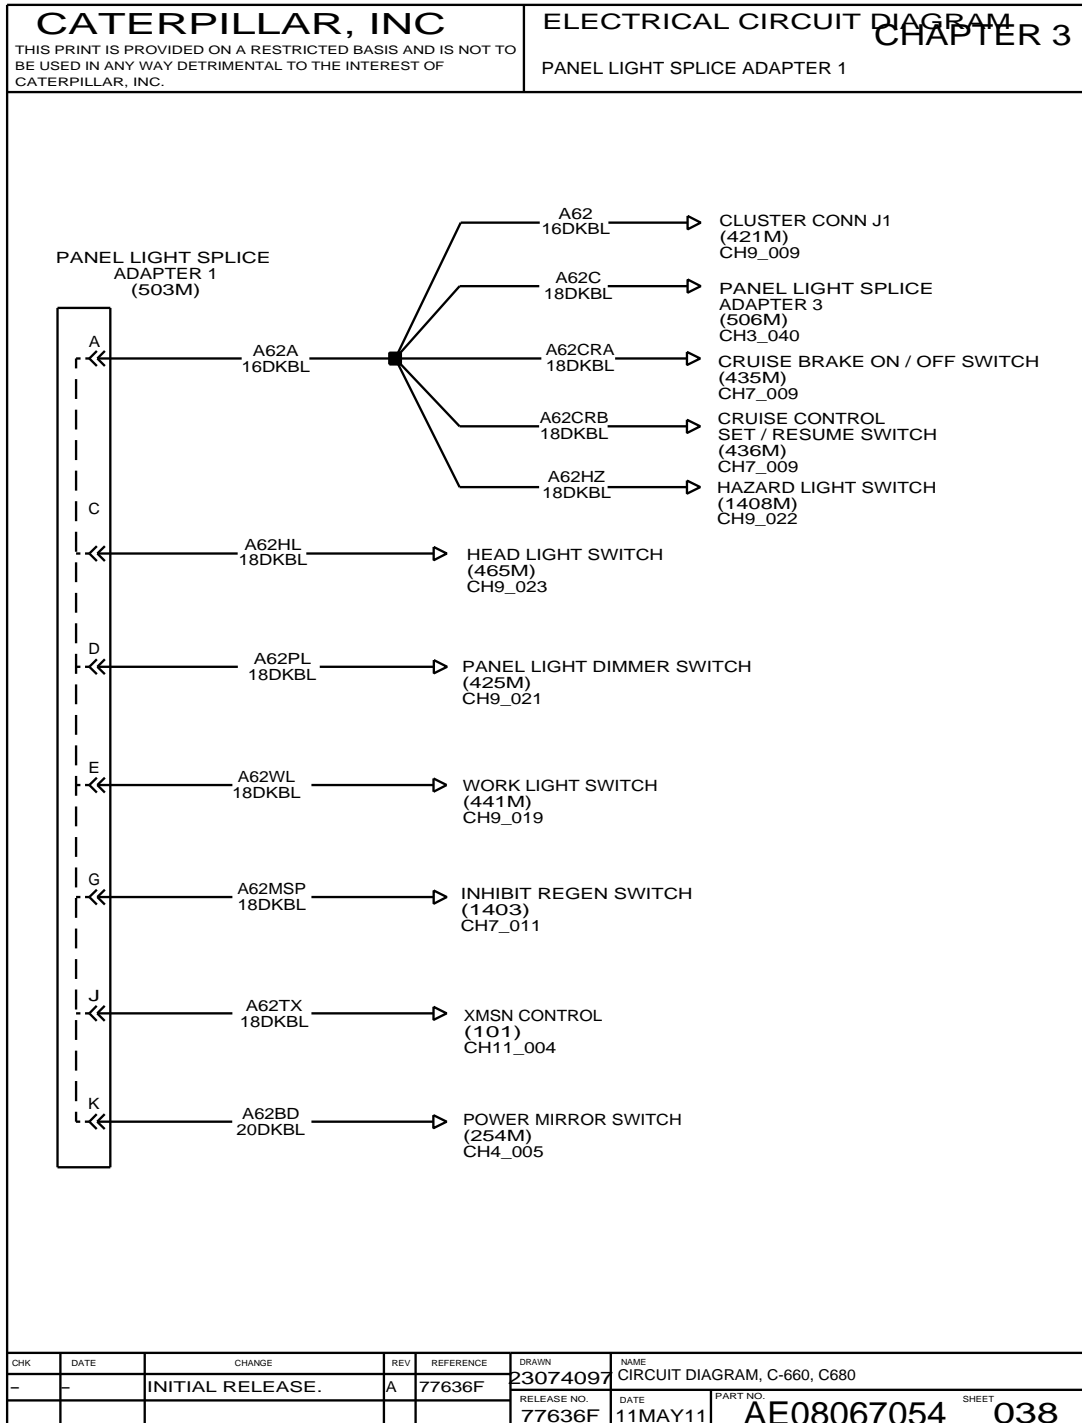 CATERPILLAR, INC
THIS PRINT IS PROVIDED ON A RESTRICTED BASIS AND IS NOT TO
BE USED IN ANY WAY DETRIMENTAL TO THE INTEREST OF
CATERPILLAR, INC.
ELECTRICAL CIRCUIT DIAGRAM
CHAPTER 3
PANEL LIGHT SPLICE ADAPTER 1
PANEL LIGHT SPLICE
ADAPTER 1
(503M)
A
A62A
16DKBL
A62
16DKBL
CLUSTER CONN J1
(421M)
CH9_009
A62C
18DKBL
PANEL LIGHT SPLICE
ADAPTER 3
(506M)
CH3_040
A62CRA
18DKBL
CRUISE BRAKE ON / OFF SWITCH
(435M)
CH7_009
A62CRB
18DKBL
CRUISE CONTROL
SET / RESUME SWITCH
(436M)
CH7_009
A62HZ
18DKBL
HAZARD LIGHT SWITCH
(1408M)
CH9_022
C
A62HL
18DKBL
HEAD LIGHT SWITCH
(465M)
CH9_023
D
A62PL
18DKBL
PANEL LIGHT DIMMER SWITCH
(425M)
CH9_021
E
A62WL
18DKBL
WORK LIGHT SWITCH
(441M)
CH9_019
G
A62MSP
18DKBL
INHIBIT REGEN SWITCH
(1403)
CH7_011
J
A62TX
18DKBL
XMSN CONTROL
(101)
CH11_004
K
A62BD
20DKBL
POWER MIRROR SWITCH
(254M)
CH4_005
CHK DATE CHANGE REV REFERENCE
– – INITIAL RELEASE. A 77636F
DRAWN
23074097
NAME
CIRCUIT DIAGRAM, C-660, C680
RELEASE NO.
77636F
DATE
11MAY11
PART NO.
AE08067054
SHEET
038